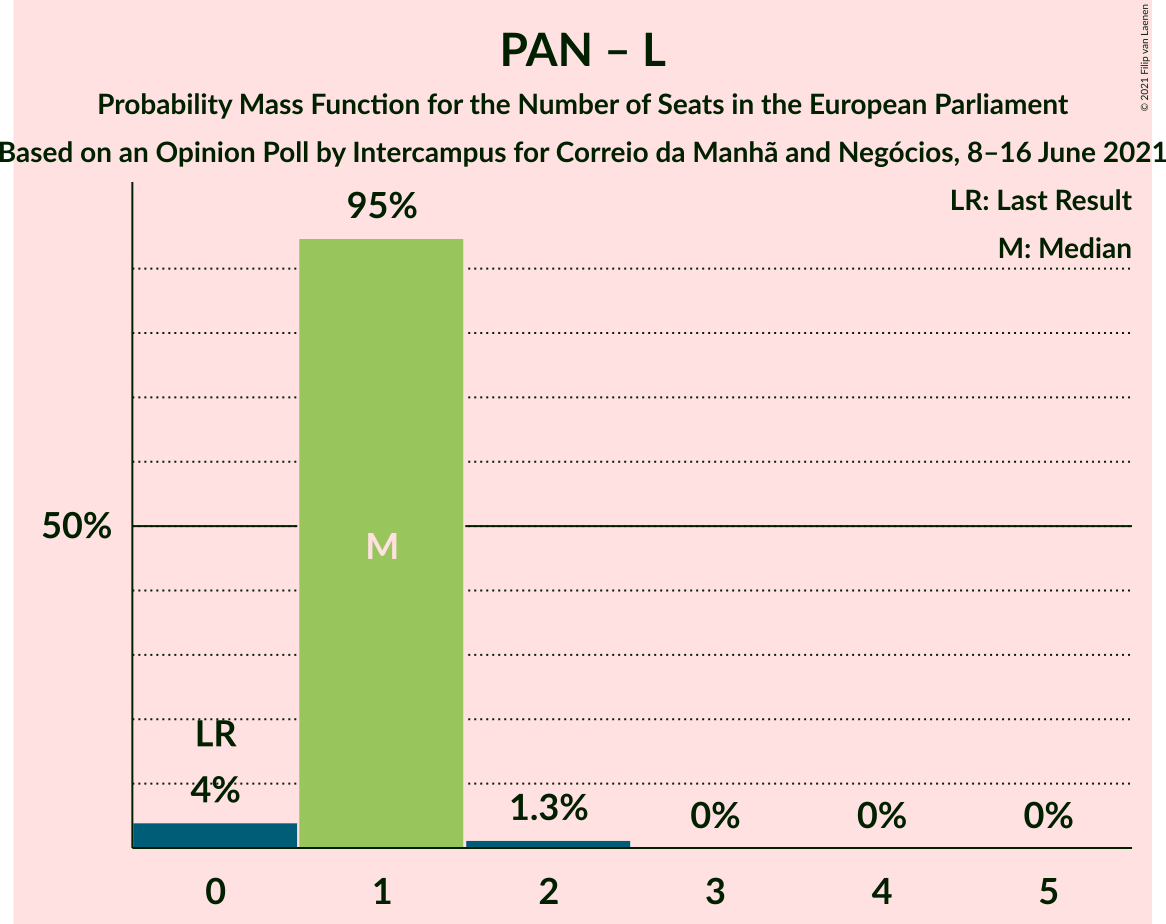 PAN – L
Probability Mass Function for the Number of Seats in the European Parliament
Based on an Opinion Poll by Intercampus for Correio da Manhã and Negócios, 8–16 June 2021
© 2021 Filip van Laenen
LR: Last Result
M: Median
95%
50%
M
LR
4%
1.3%
0%
0%
0%
0
1
2
3
4
5